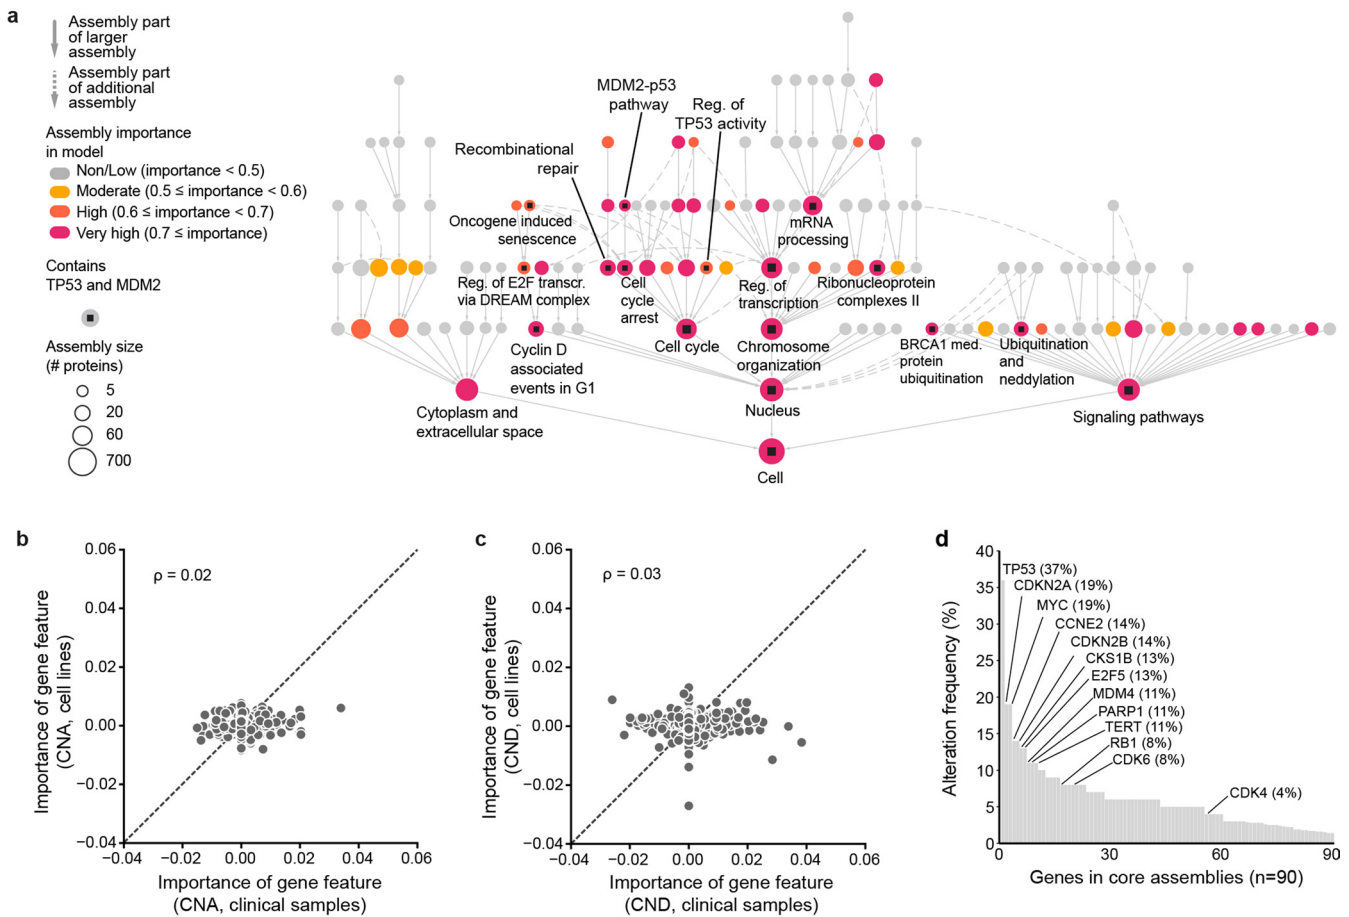 a
Assembly part
of larger
assembly
Assembly part
of additional
assembly
Assembly importance
in model
Non/Low (importance < 0.5)
Moderate (0.5 ≤ importance < 0.6)
High (0.6 ≤ importance < 0.7)
Very high (0.7 ≤ importance)
Contains
TP53 and MDM2
Assembly size
(# proteins)
5
20
60
700
MDM2-p53
pathway
Reg. of
TP53 activity
Recombinational
repair
Oncogene induced
senescence
mRNA
processing
Reg. of E2F transcr.
via DREAM complex
Cell
cycle
arrest
Reg. of
transcription
Ribonucleoprotein
complexes II
Cyclin D
associated
events in G1
Cell cycle
Chromosome
organization
BRCA1 med.
protein
ubiquitination
Ubiquitination
and
neddylation
Cytoplasm and
extracellular space
Nucleus
Signaling pathways
Cell
b
Importance of gene feature
(CNA, cell lines)
0.06
0.04
0.02
0.00
−0.02
−0.04
ρ = 0.02
−0.04
−0.02
0.00
0.02
0.04
0.06
Importance of gene feature
(CNA, clinical samples)
c
Importance of gene feature
(CND, cell lines)
0.06
0.04
0.02
0.00
−0.02
−0.04
ρ = 0.03
−0.04
−0.02
0.00
0.02
0.04
0.06
Importance of gene feature
(CND, clinical samples)
d
Alteration frequency (%)
40
35
30
25
20
15
10
5
0
TP53 (37%)
CDKN2A (19%)
MYC (19%)
CCNE2 (14%)
CDKN2B (14%)
CKS1B (13%)
E2F5 (13%)
MDM4 (11%)
PARP1 (11%)
TERT (11%)
RB1 (8%)
CDK6 (8%)
CDK4 (4%)
0
30
60
90
Genes in core assemblies (n=90)